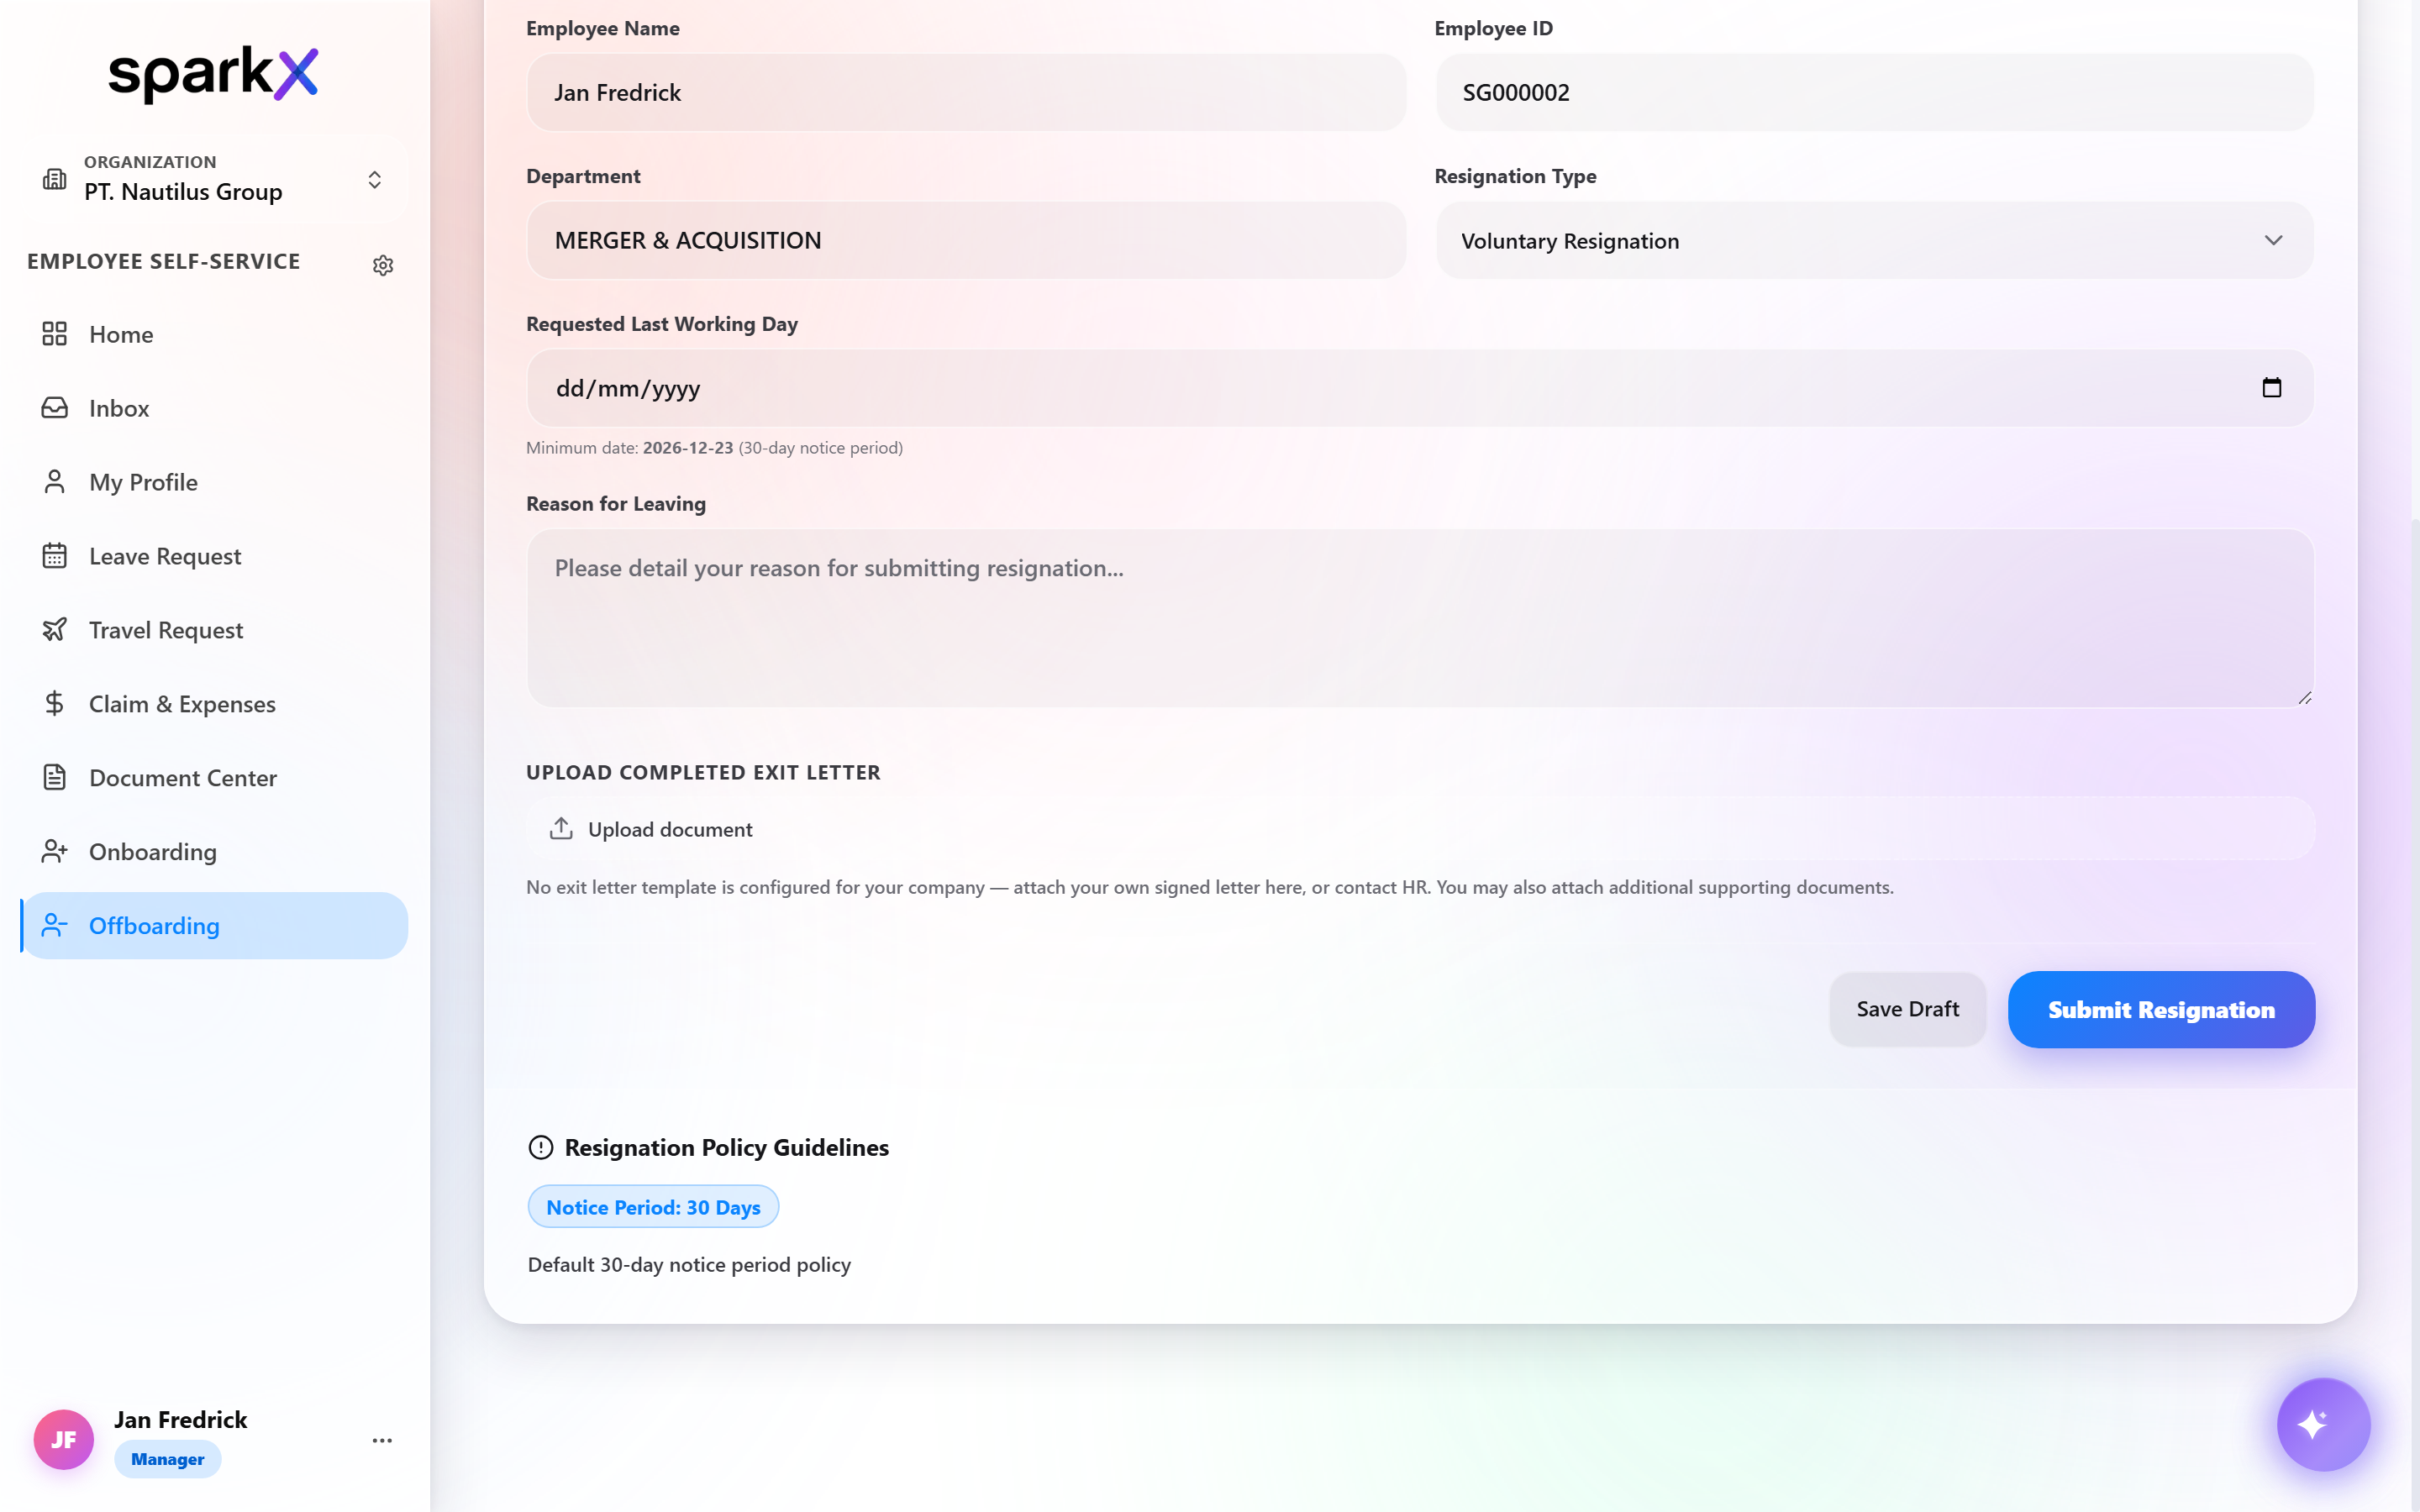 sparkX
ORGANIZATION
PT. Nautilus Group
EMPLOYEE SELF-SERVICE
Home
Inbox
My Profile
Leave Request
Travel Request
Claim & Expenses
Document Center
Onboarding
Offboarding
JF
Jan Fredrick
Manager
Employee Name
Jan Fredrick
Employee ID
SG000002
Department
MERGER & ACQUISITION
Resignation Type
Voluntary Resignation
Requested Last Working Day
dd/mm/yyyy
Minimum date: 2026-12-23 (30-day notice period)
Reason for Leaving
Please detail your reason for submitting resignation...
UPLOAD COMPLETED EXIT LETTER
Upload document
No exit letter template is configured for your company — attach your own signed letter here, or contact HR. You may also attach additional supporting documents.
Save Draft
Submit Resignation
Resignation Policy Guidelines
Notice Period: 30 Days
Default 30-day notice period policy